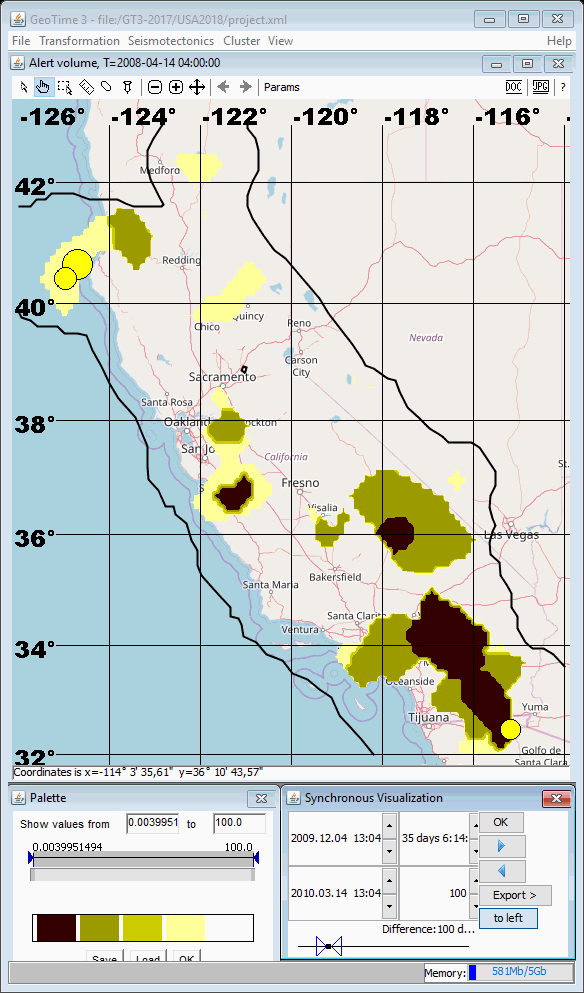 GeoTime 3 - file:/GT3-2017/USA2018/project.xml
File Transformation Seismotectonics Cluster View Help
Alert volume, T=2008-04-14 04:00:00
Params DOC JPG ?
-126° -124° -122° -120° -118° -116°
Medford
42°
Redding
40°
Quincy
Chico
Reno
Nevada
Carson
City
Sacramento
Santa Rosa
38°
Oakland
ckton
San Jo
California
St.
Fresno
S
Visalia
36°
Las Vegas
Bakersfield
Santa Maria
Santa Clarita
Ventura
34°
Oceanside
Yuma
Tijuana
Golfo de
Santa Clara
32°
Coordinates is x=-114° 3' 35,61" y=36° 10' 43,57"
Palette
Show values from 0.0039951 to 100.0
0.0039951494 100.0
Save Load OK
Synchronous Visualization
2009.12.04 13:04 35 days 6:14: OK
2010.03.14 13:04 100 Export >
Difference: 100 d... to left
Memory: 581Mb/5Gb